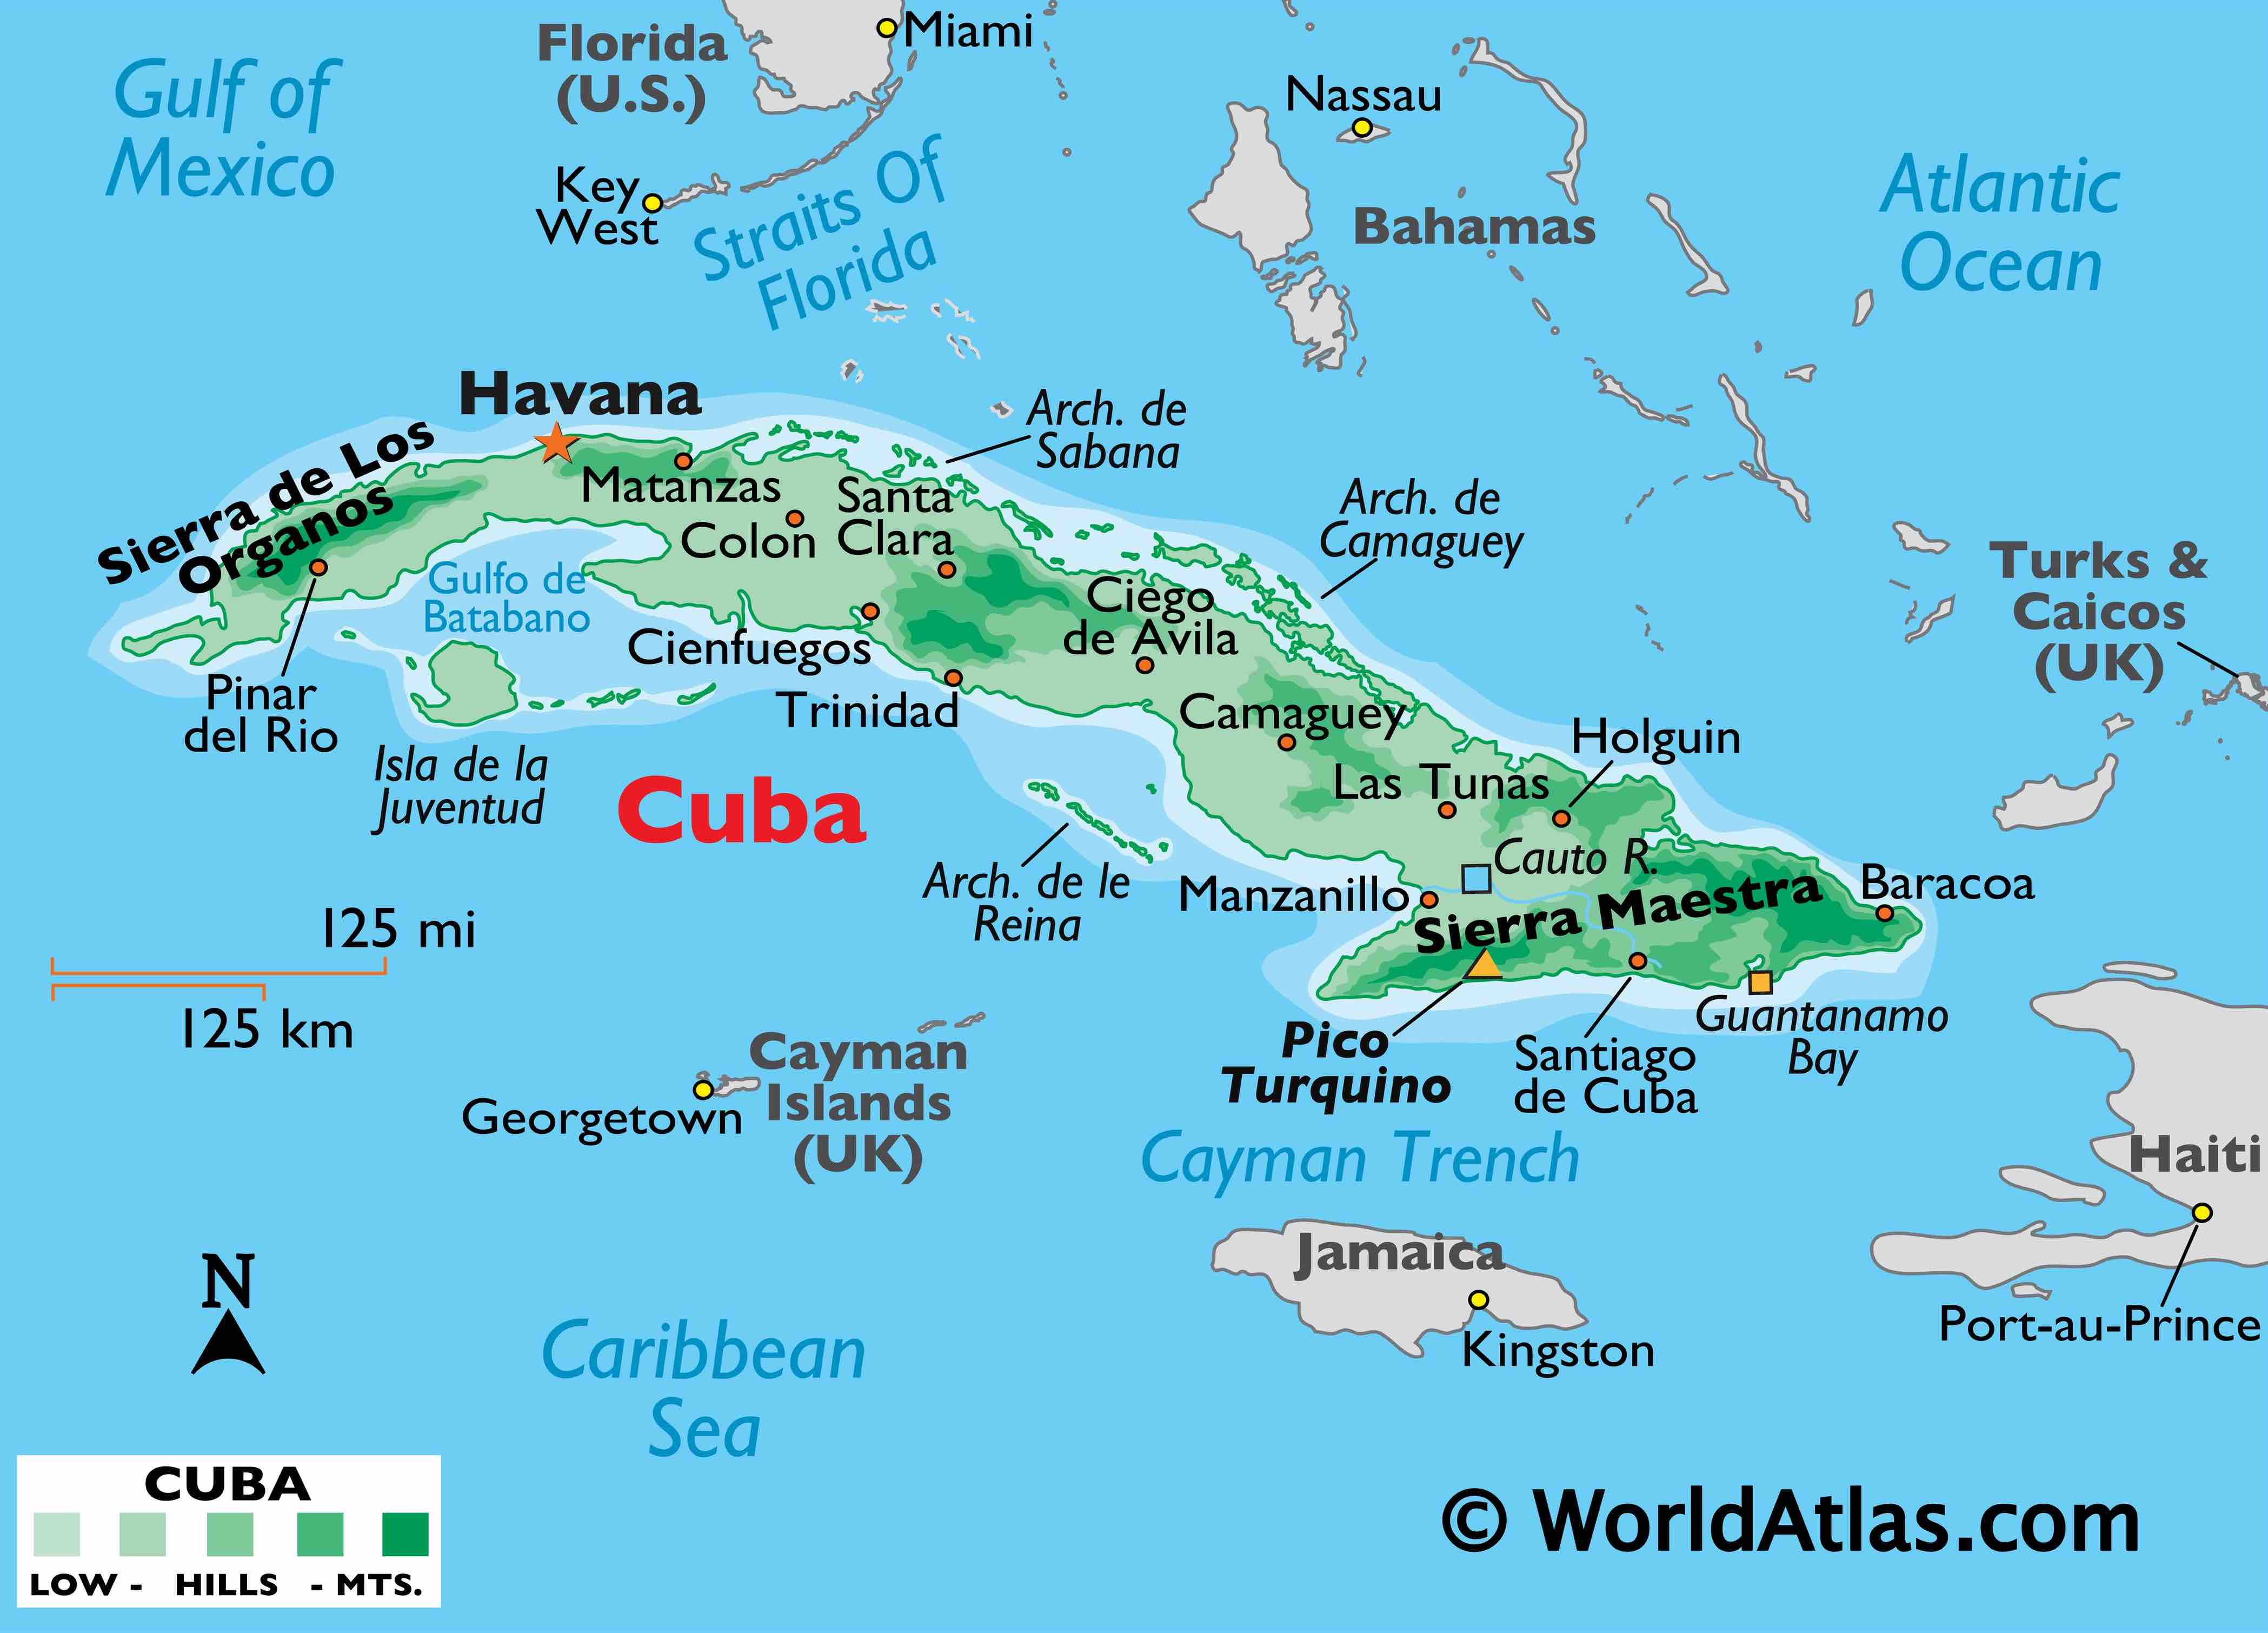 Gulf of
Mexico
Florida
(U.S.)
Miami
Key
West
Straits Of
Florida
Nassau
Bahamas
Atlantic
Ocean
Havana
Sierra de Los
Organos
Matanzas
Colon
Santa
Clara
Arch. de
Sabana
Arch. de
Camaguey
Turks &
Caicos
(UK)
Gulfo de
Batabano
Cienfuegos
Trinidad
Ciego
de Avila
Pinar
del Rio
Isla de la
Juventud
Cuba
Camaguey
Las Tunas
Holguin
Arch. de le
Reina
Cauto R.
Manzanillo
Sierra Maestra
Baracoa
125 mi
125 km
Pico
Turquino
Santiago
de Cuba
Guantanamo
Bay
Cayman
Islands
(UK)
Georgetown
Cayman Trench
Haiti
Jamaica
Kingston
Port-au-Prince
N
Caribbean
Sea
CUBA
LOW - HILLS - MTS.
© WorldAtlas.com